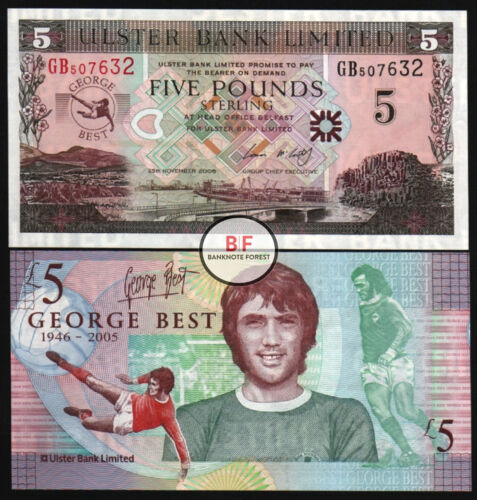 5 ULSTER BANK LIMITED 5
GB507632
GB507632
ULSTER BANK LIMITED PROMISE TO PAY
THE BEARER ON DEMAND
GEORGE
BEST
FIVE POUNDS
STERLING
5
AT HEAD OFFICE BELFAST
FOR ULSTER BANK LIMITED
25th NOVEMBER 2006
GROUP CHIEF EXECUTIVE
BF
BANKNOTE FOREST
£5
George Best
GEORGE BEST
1946 - 2005
£5
Ulster Bank Limited